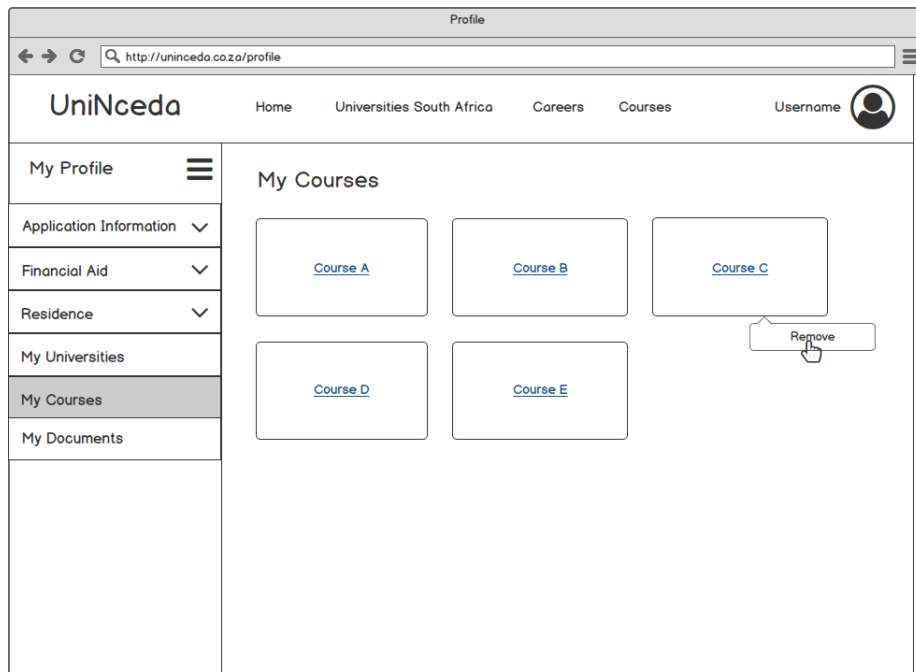 Profile
http://uninceda.co.za/profile
UniNceda
Home
Universities South Africa
Careers
Courses
Username
My Profile
Application Information
Financial Aid
Residence
My Universities
My Courses
My Documents
My Courses
Course A
Course B
Course C
Remove
Course D
Course E